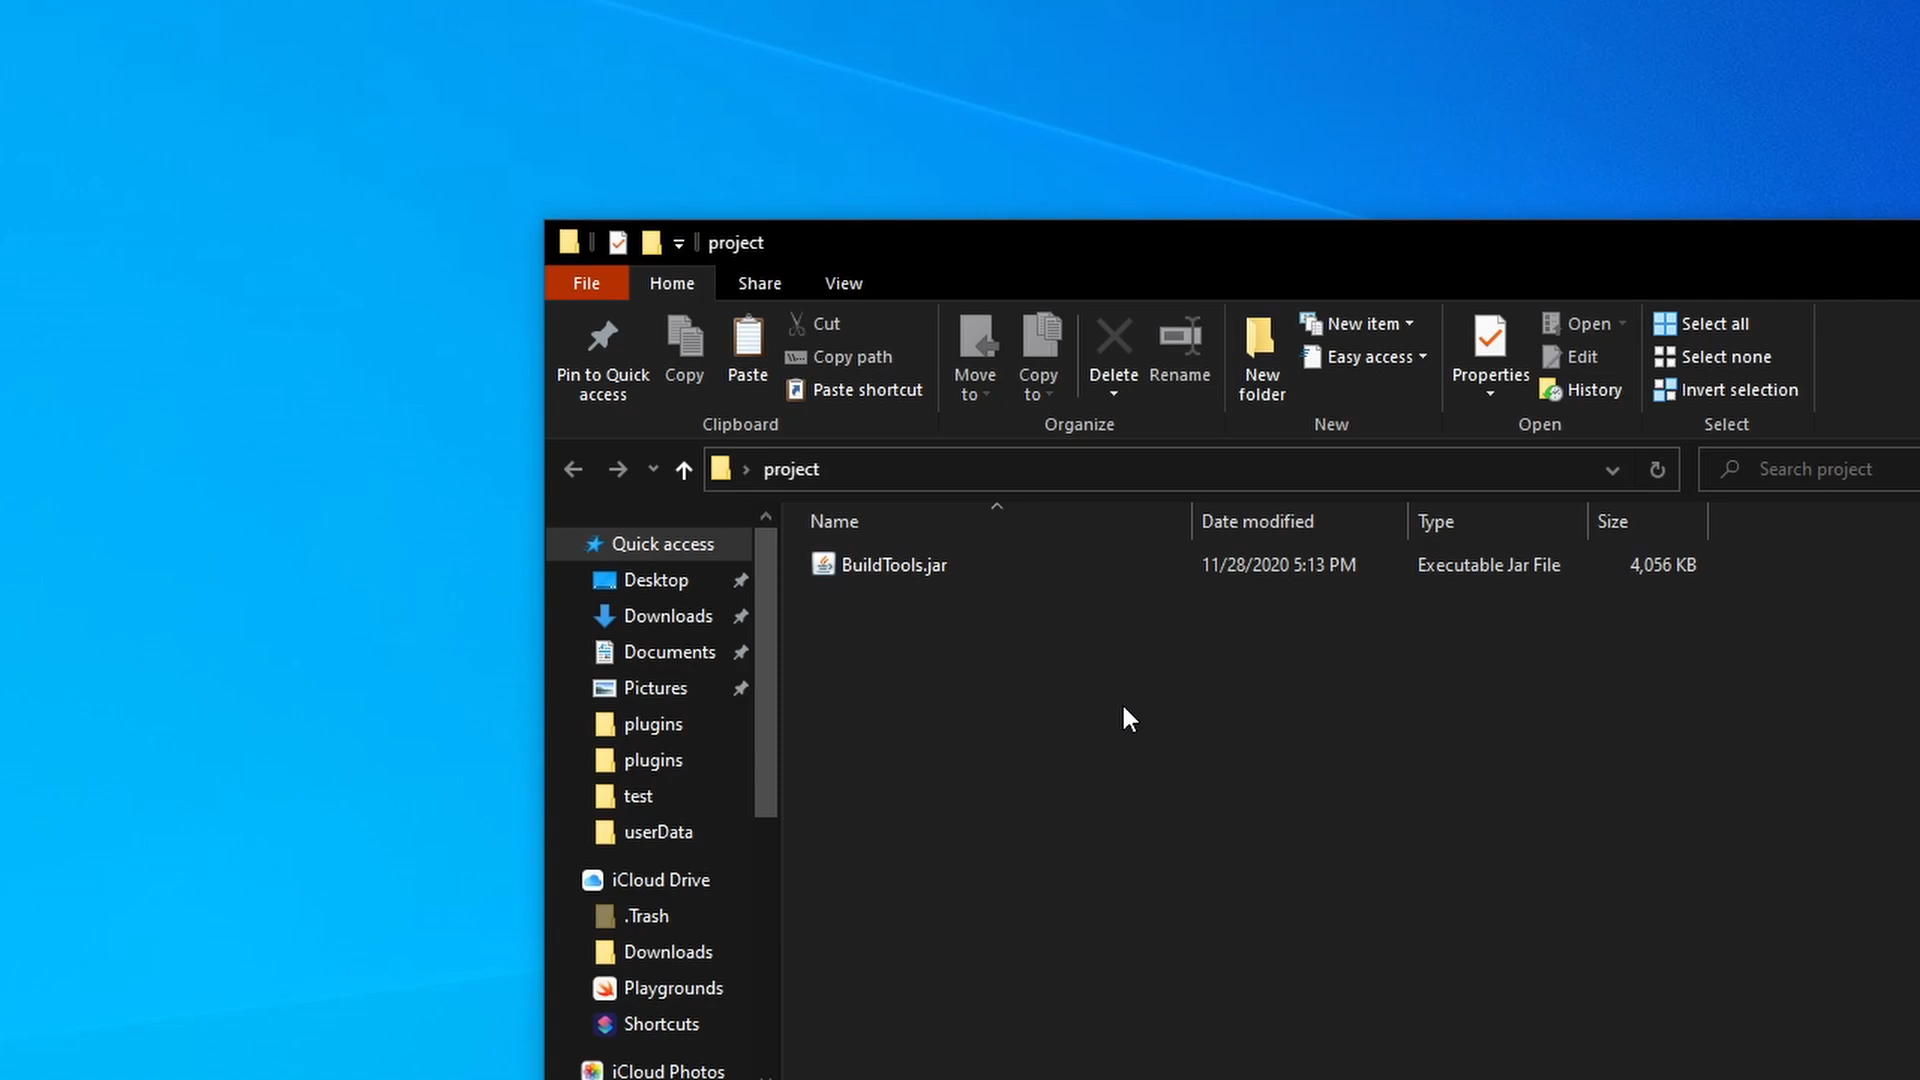 project
File Home Share View
Pin to Quick access
Copy
Paste
Cut
Copy path
Paste shortcut
Clipboard
Move to
Copy to
Delete
Rename
Organize
New folder
New item
Easy access
New
Properties
Open
Edit
History
Open
Select all
Select none
Invert selection
Select
project
Search project
Name Date modified Type Size
BuildTools.jar 11/28/2020 5:13 PM Executable Jar File 4,056 KB
Quick access
Desktop
Downloads
Documents
Pictures
plugins
plugins
test
userData
iCloud Drive
.Trash
Downloads
Playgrounds
Shortcuts
iCloud Photos